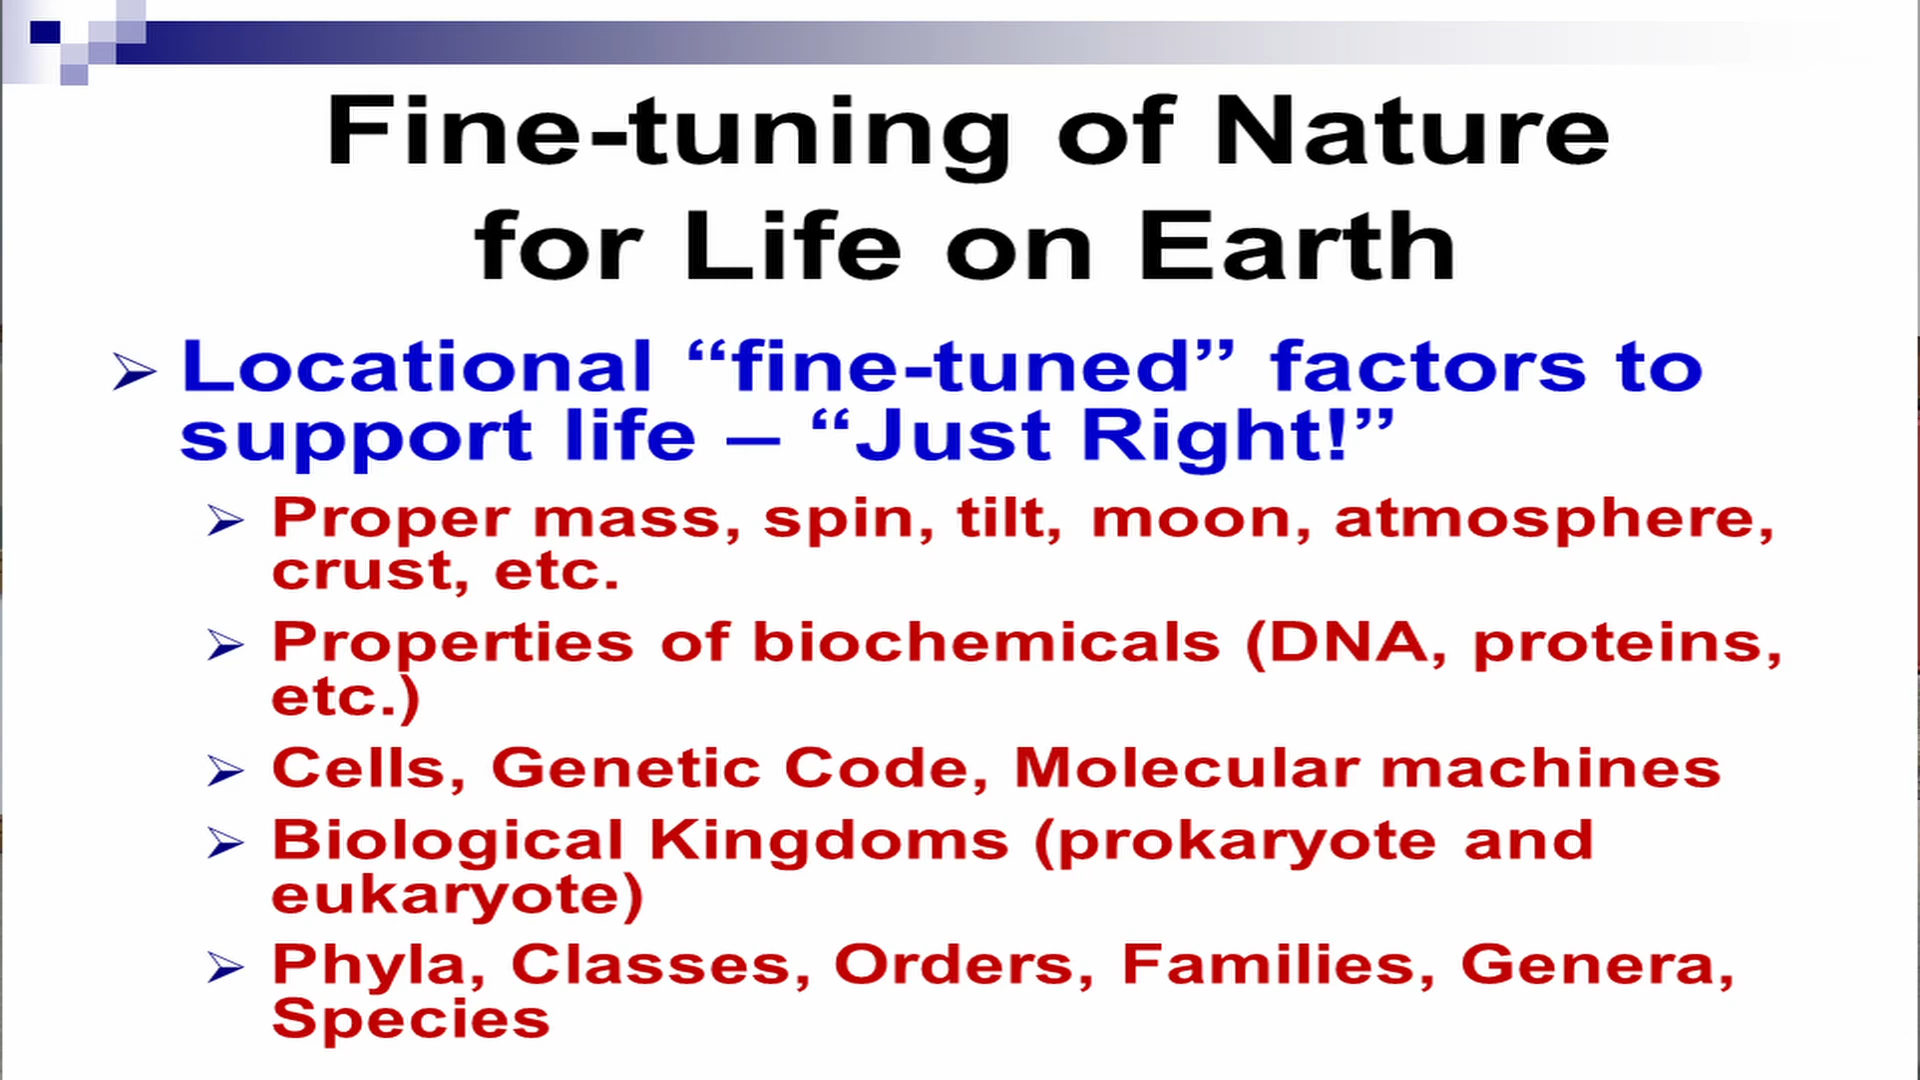 Fine-tuning of Nature
for Life on Earth
➢ Locational “fine-tuned” factors to
support life – “Just Right!”
➢ Proper mass, spin, tilt, moon, atmosphere,
crust, etc.
➢ Properties of biochemicals (DNA, proteins,
etc.)
➢ Cells, Genetic Code, Molecular machines
➢ Biological Kingdoms (prokaryote and
eukaryote)
➢ Phyla, Classes, Orders, Families, Genera,
Species